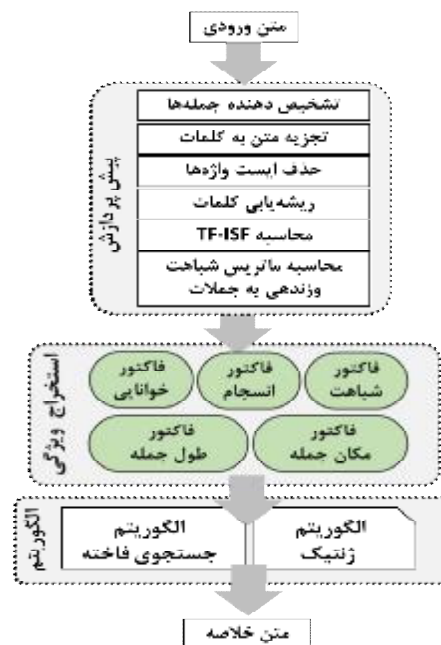 متن ورودی
پیش پردازش
تشخیص دهنده جمله‌ها
تجزیه متن به کلمات
حذف ایست واژه‌ها
ریشه‌یابی کلمات
محاسبه TF-ISF
محاسبه ماتریس شباهت
وزندهی به جملات
استخراج ویژگی
فاکتور
شباهت
فاکتور
انسجام
فاکتور
خوانایی
فاکتور
مکان جمله
فاکتور
طول جمله
الگوریتم
الگوریتم
ژنتیک
الگوریتم
جستجوی فاخته
متن خلاصه